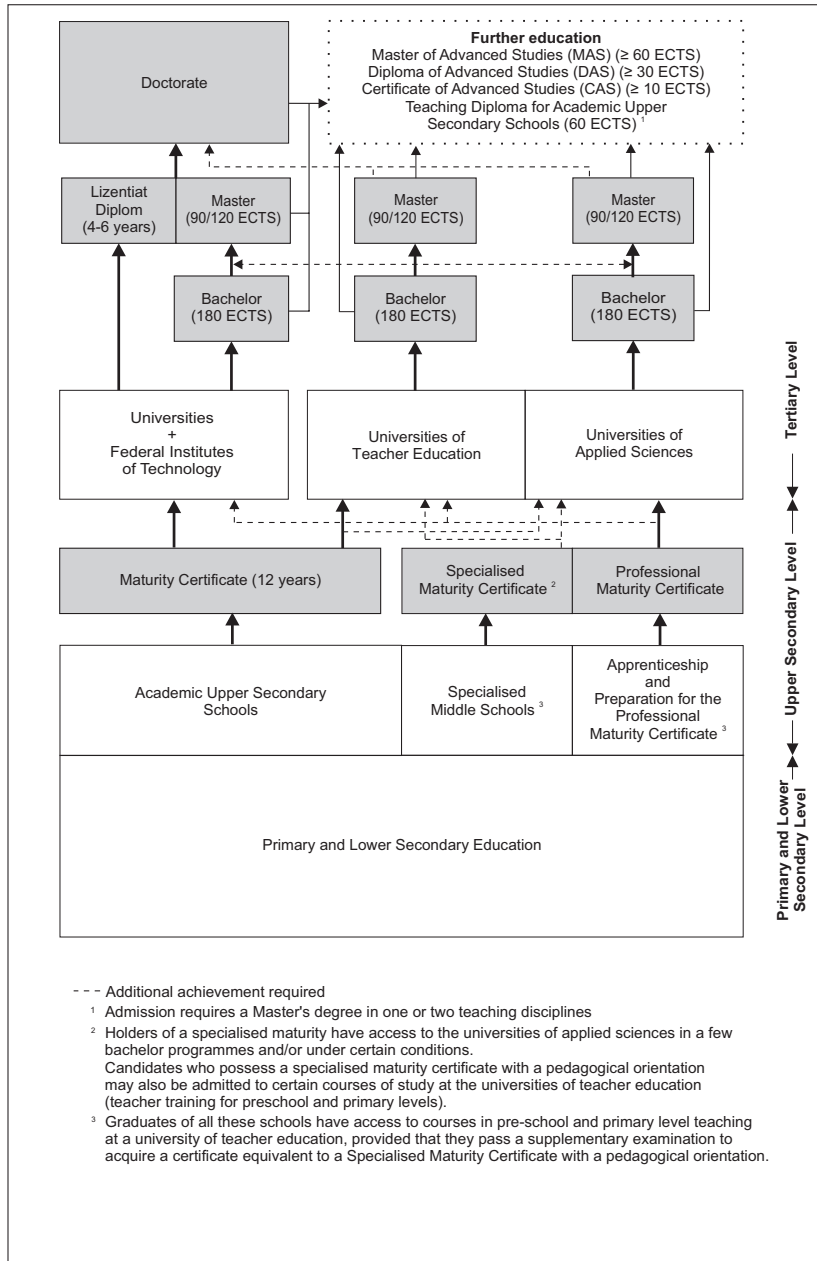 Further education
Master of Advanced Studies (MAS) (≥ 60 ECTS)
Diploma of Advanced Studies (DAS) (≥ 30 ECTS)
Certificate of Advanced Studies (CAS) (≥ 10 ECTS)
Teaching Diploma for Academic Upper
Secondary Schools (60 ECTS) ¹
Doctorate
Lizentiat
Diplom
(4-6 years)
Master
(90/120 ECTS)
Master
(90/120 ECTS)
Master
(90/120 ECTS)
Bachelor
(180 ECTS)
Bachelor
(180 ECTS)
Bachelor
(180 ECTS)
Universities
+
Federal Institutes
of Technology
Universities of
Teacher Education
Universities of
Applied Sciences
Tertiary Level
Maturity Certificate (12 years)
Specialised
Maturity Certificate ²
Professional
Maturity Certificate
Academic Upper Secondary
Schools
Specialised
Middle Schools ³
Apprenticeship
and
Preparation for the
Professional
Maturity Certificate ³
Upper Secondary Level
Primary and Lower Secondary Education
Primary and Lower
Secondary Level
--- Additional achievement required
¹ Admission requires a Master's degree in one or two teaching disciplines
² Holders of a specialised maturity have access to the universities of applied sciences in a few
bachelor programmes and/or under certain conditions.
Candidates who possess a specialised maturity certificate with a pedagogical orientation
may also be admitted to certain courses of study at the universities of teacher education
(teacher training for preschool and primary levels).
³ Graduates of all these schools have access to courses in pre-school and primary level teaching
at a university of teacher education, provided that they pass a supplementary examination to
acquire a certificate equivalent to a Specialised Maturity Certificate with a pedagogical orientation.